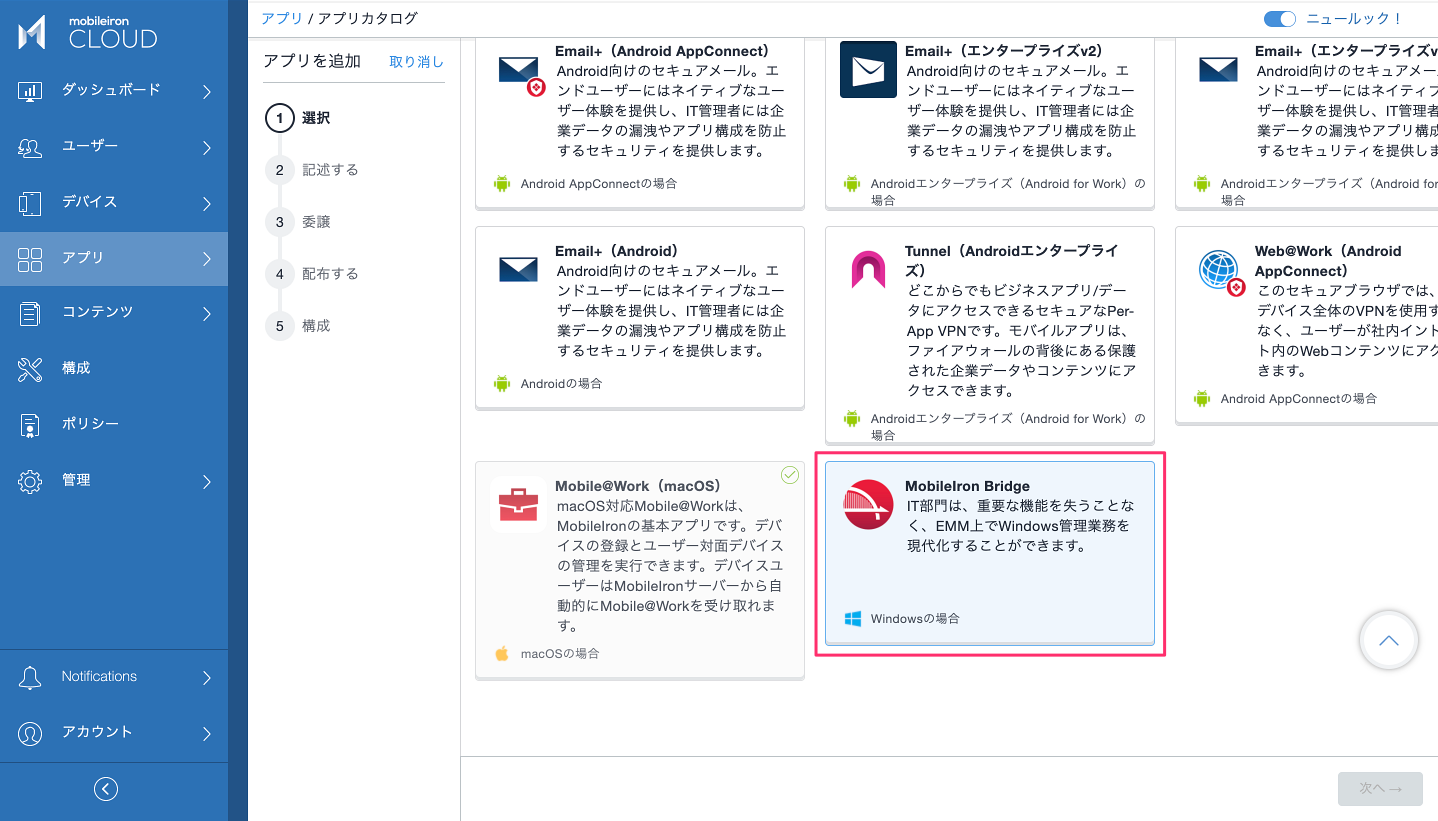 mobileiron
CLOUD
ダッシュボード
ユーザー
デバイス
アプリ
コンテンツ
構成
ポリシー
管理
Notifications
アカウント
アプリ / アプリカタログ
ニュールック！
アプリを追加
取り消し
1 選択
2 記述する
3 委譲
4 配布する
5 構成
Email+（Android AppConnect）
Android向けのセキュアメール。エ
ンドユーザーにはネイティブなユー
ザー体験を提供し、IT管理者には企
業データの漏洩やアプリ構成を防止
するセキュリティを提供します。
Android AppConnectの場合
Email+（エンタープライズv2）
Android向けのセキュアメール。エ
ンドユーザーにはネイティブなユー
ザー体験を提供し、IT管理者には企
業データの漏洩やアプリ構成を防止
するセキュリティを提供します。
Androidエンタープライズ（Android for Work）の
場合
Email+（エンタープライズv
Android向けのセキュアメー
ンドユーザーにはネイティブ
ザー体験を提供し、IT管理者
業データの漏洩やアプリ構成
するセキュリティを提供しま
Androidエンタープライズ（Android for
場合
Email+（Android）
Android向けのセキュアメール。エ
ンドユーザーにはネイティブなユー
ザー体験を提供し、IT管理者には企
業データの漏洩やアプリ構成を防止
するセキュリティを提供します。
Androidの場合
Tunnel（Androidエンタープライ
ズ）
どこからでもビジネスアプリ/デー
タにアクセスできるセキュアなPer-
App VPNです。モバイルアプリは、
ファイアウォールの背後にある保護
された企業データやコンテンツにア
クセスできます。
Androidエンタープライズ（Android for Work）の
場合
Web@Work（Android
AppConnect）
このセキュアブラウザでは、
デバイス全体のVPNを使用す
なく、ユーザーが社内イント
ト内のWebコンテンツにアク
きます。
Android AppConnectの場合
Mobile@Work（macOS）
macOS対応Mobile@Workは、
MobileIronの基本アプリです。デバ
イスの登録とユーザー対面デバイス
の管理を実行できます。デバイスユ
ーザーはMobileIronサーバーから自
動的にMobile@Workを受け取れま
す。
macOSの場合
MobileIron Bridge
IT部門は、重要な機能を失うことな
く、EMM上でWindows管理業務を
現代化することができます。
Windowsの場合
次へ→